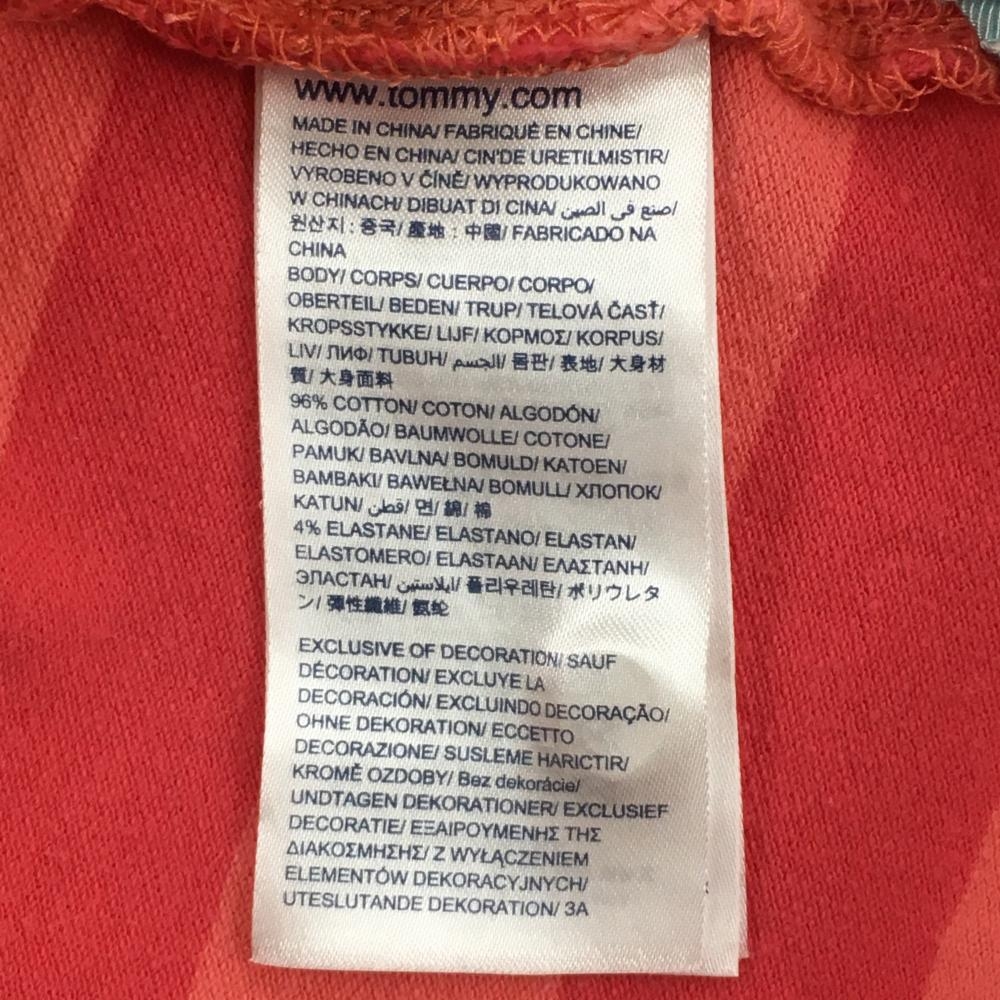 www.tommy.com
MADE IN CHINA/ FABRIQUÉ EN CHINE/
HECHO EN CHINA/ CIN'DE URETILMISTIR/
VYROBENO V ČÍNĚ/ WYPRODUKOWANO
W CHINACH/ DIBUAT DI CINA/ صنع في الصين/
원산지 : 중국/ 產地 : 中國/ FABRICADO NA
CHINA
BODY/ CORPS/ CUERPO/ CORPO/
OBERTEIL/ BEDEN/ TRUP/ TELOVÁ ČASŤ/
KROPSSTYKKE/ LIJF/ ΚΟΡΜΟΣ/ KORPUS/
LIV/ ЛИФ/ TUBUH/ الجسم/ 몸판/ 表地/ 大身材
質/ 大身面料
96% COTTON/ COTON/ ALGODÓN/
ALGODÃO/ BAUMWOLLE/ COTONE/
PAMUK/ BAVLNA/ BOMULD/ KATOEN/
BAMBAKI/ BAWEŁNA/ BOMULL/ ХЛОПОК/
KATUN/ قطن/ 면/ 綿/ 棉
4% ELASTANE/ ELASTANO/ ELASTAN/
ELASTOMERO/ ELASTAAN/ ΕΛΑΣΤΑΝΗ/
ЭЛАСТАН/ ايلاستين/ 폴리우레탄/ ポリウレタ
ン/ 彈性纖維/ 氨纶
EXCLUSIVE OF DECORATION/ SAUF
DÉCORATION/ EXCLUYE LA
DECORACIÓN/ EXCLUINDO DECORAÇÃO/
OHNE DEKORATION/ ECCETTO
DECORAZIONE/ SUSLEME HARICTIR/
KROMĚ OZDOBY/ Bez dekorácie/
UNDTAGEN DEKORATIONER/ EXCLUSIEF
DECORATIE/ ΕΞΑΙΡΟΥΜΕΝΗΣ ΤΗΣ
ΔΙΑΚΟΣΜΗΣΗΣ/ Z WYŁĄCZENIEM
ELEMENTÓW DEKORACYJNYCH/
UTESLUTANDE DEKORATION/ ЗА